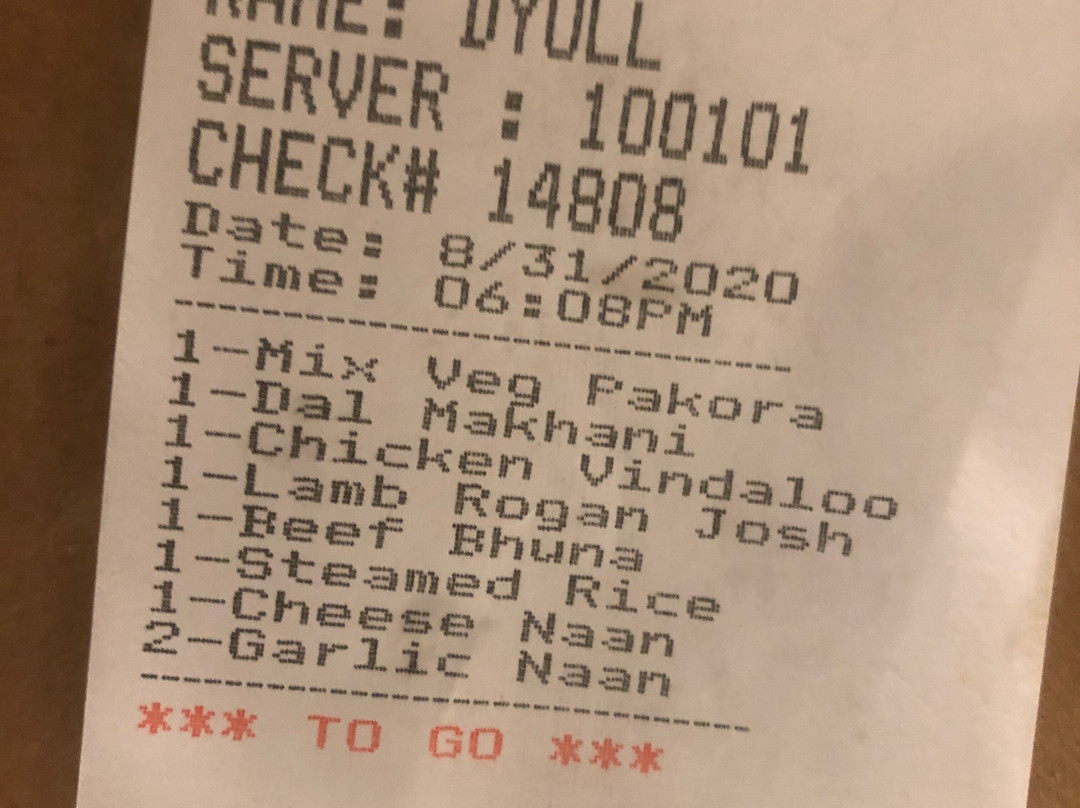 NAME: DYOLL
SERVER : 100101
CHECK# 14808
Date: 8/31/2020
Time: 06:08PM
--------------------------------------
1-Mix Veg Pakora
1-Dal Makhani
1-Chicken Vindaloo
1-Lamb Rogan Josh
1-Beef Bhuna
1-Steamed Rice
1-Cheese Naan
2-Garlic Naan
--------------------------------------
*** TO GO ***